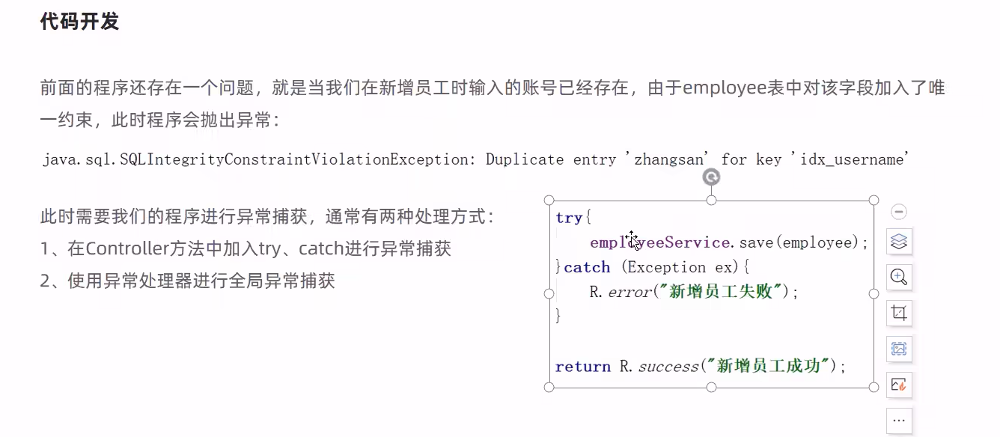 代码开发
前面的程序还存在一个问题，就是当我们在新增员工时输入的账号已经存在，由于employee表中对该字段加入了唯
一约束，此时程序会抛出异常：
java.sql.SQLIntegrityConstraintViolationException: Duplicate entry 'zhangsan' for key 'idx_username'
此时需要我们的程序进行异常捕获，通常有两种处理方式：
1、在Controller方法中加入try、catch进行异常捕获
2、使用异常处理器进行全局异常捕获
try{
employeeService.save(employee);
}catch (Exception ex){
R.error("新增员工失败");
}
return R.success("新增员工成功");